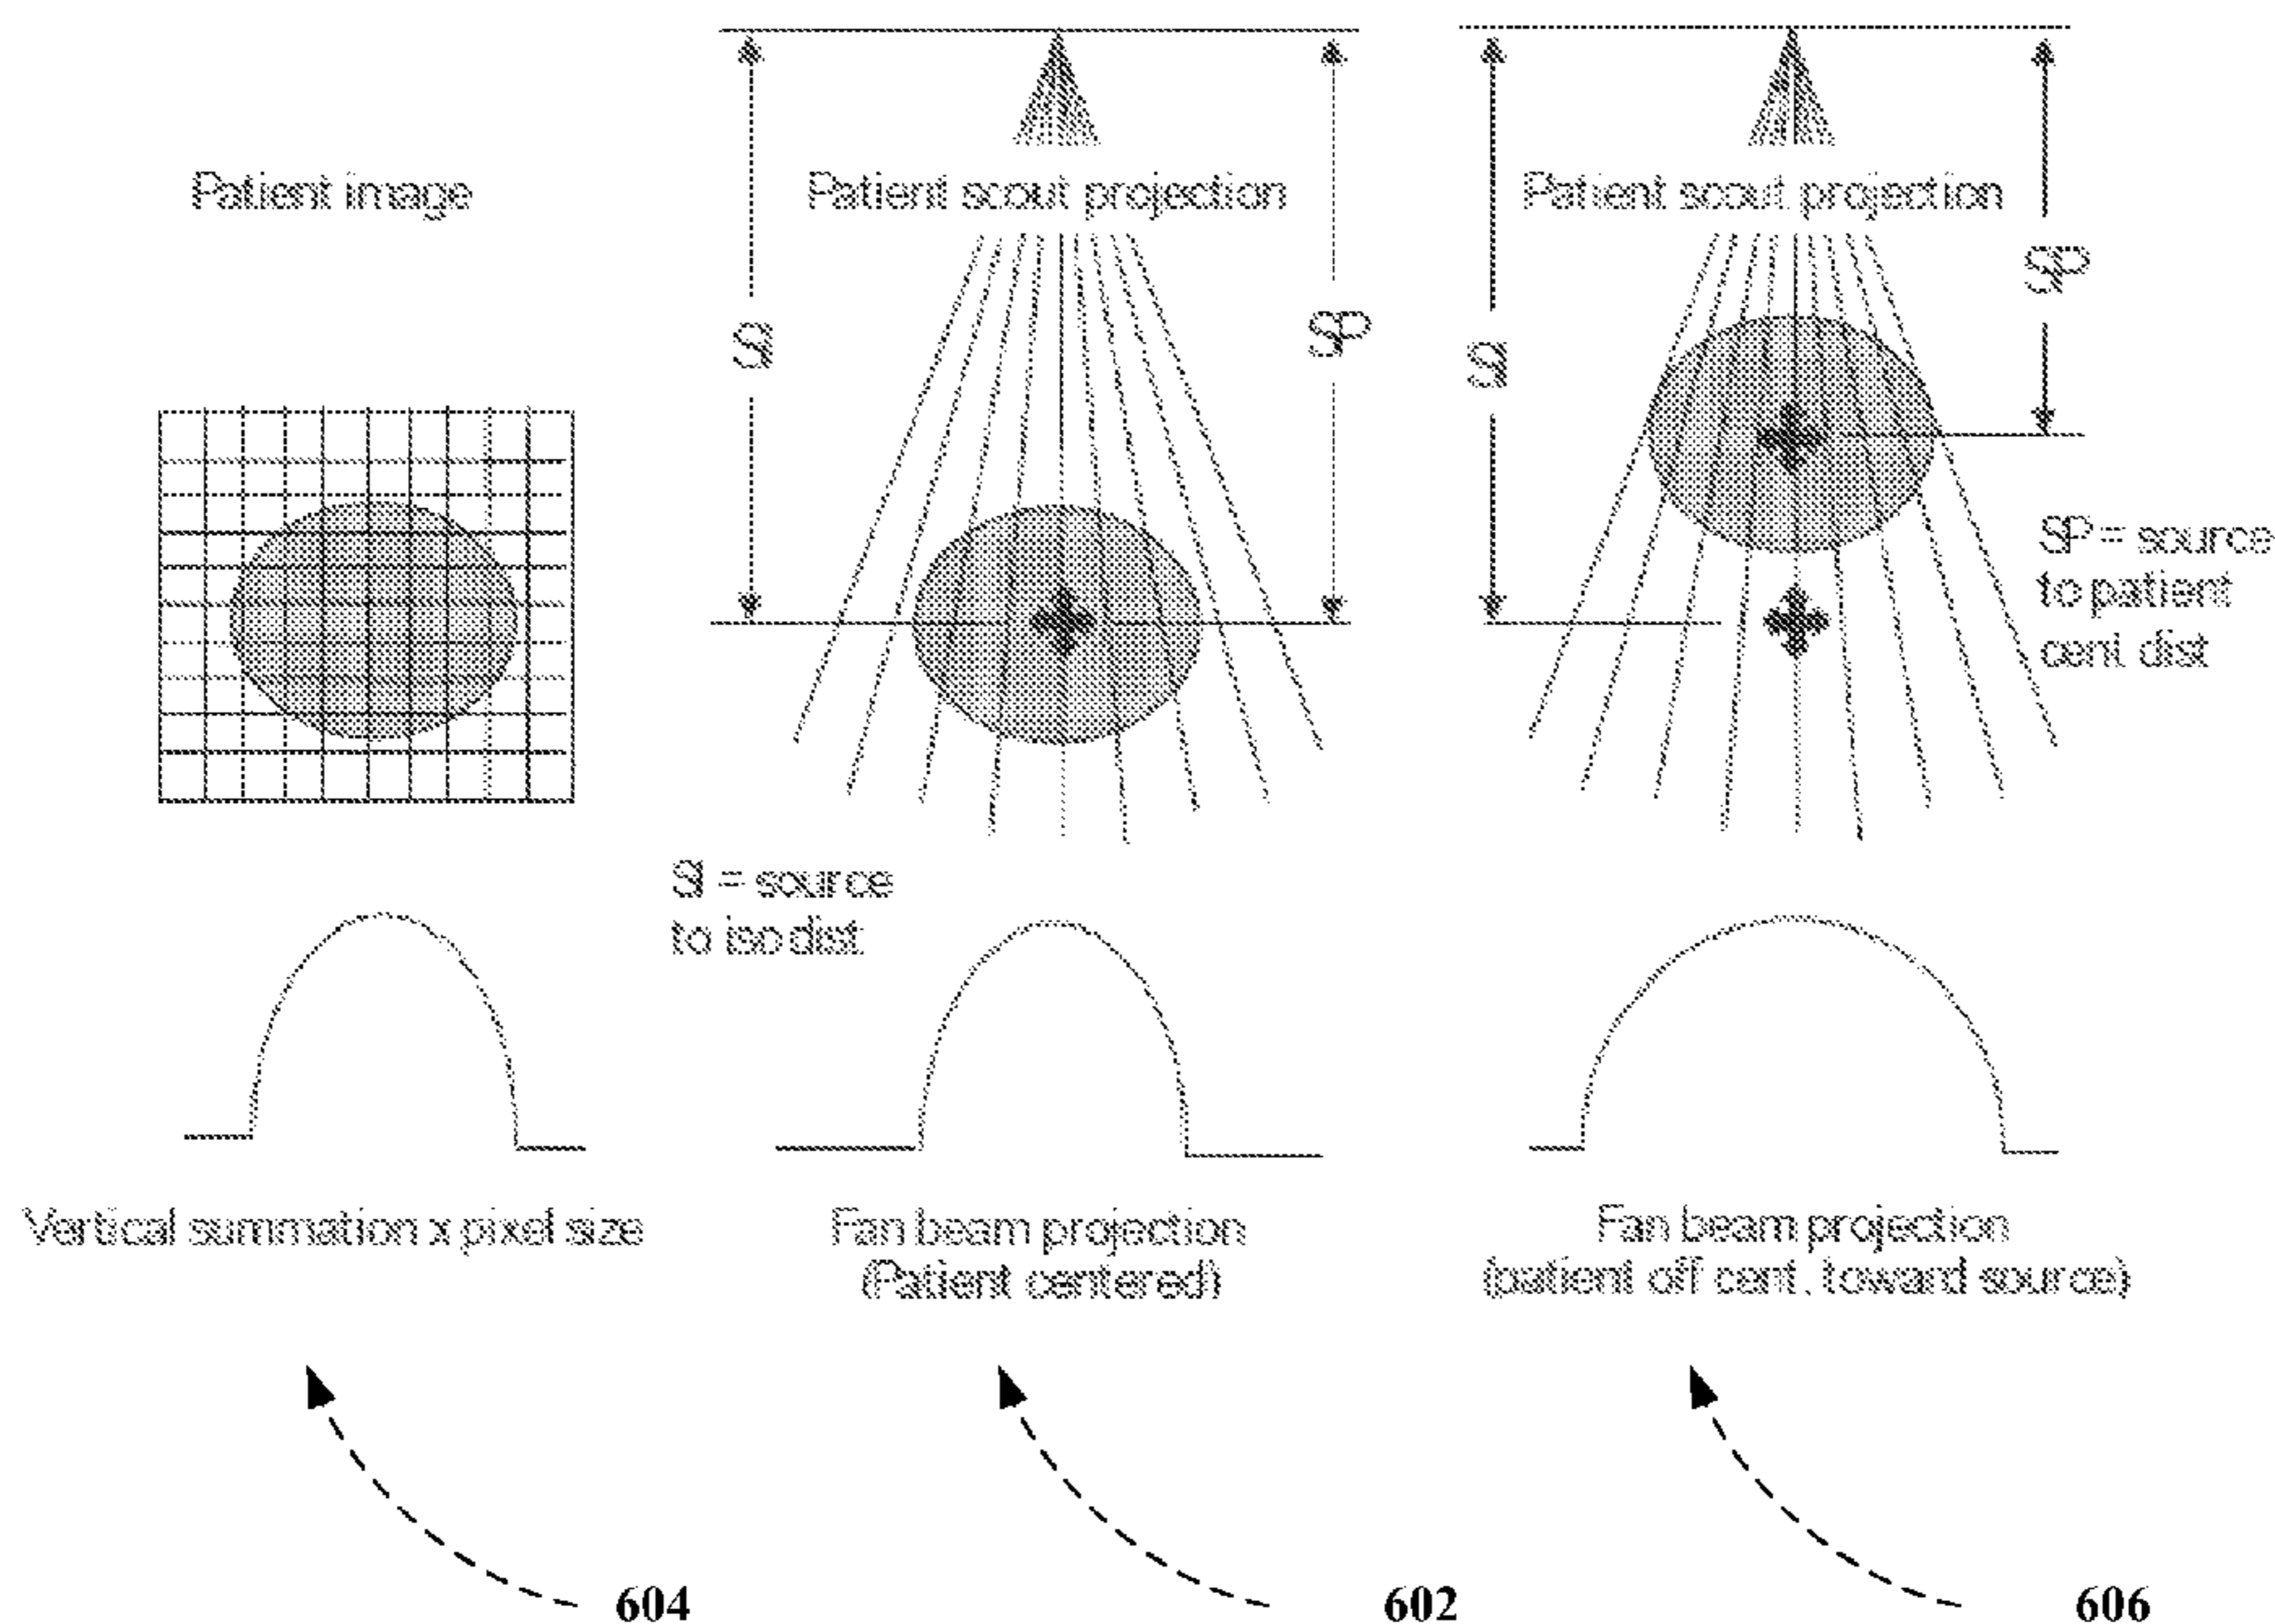 Patient image
Patient scout projection
Patient scout projection
SI
SP
SI
SP
SP = source
to patient
cent. dist
SI = source
to iso dist
Vertical summation x pixel size
Fan beam projection
(Patient centered)
Fan beam projection
(patient off cent. toward source)
604
602
606